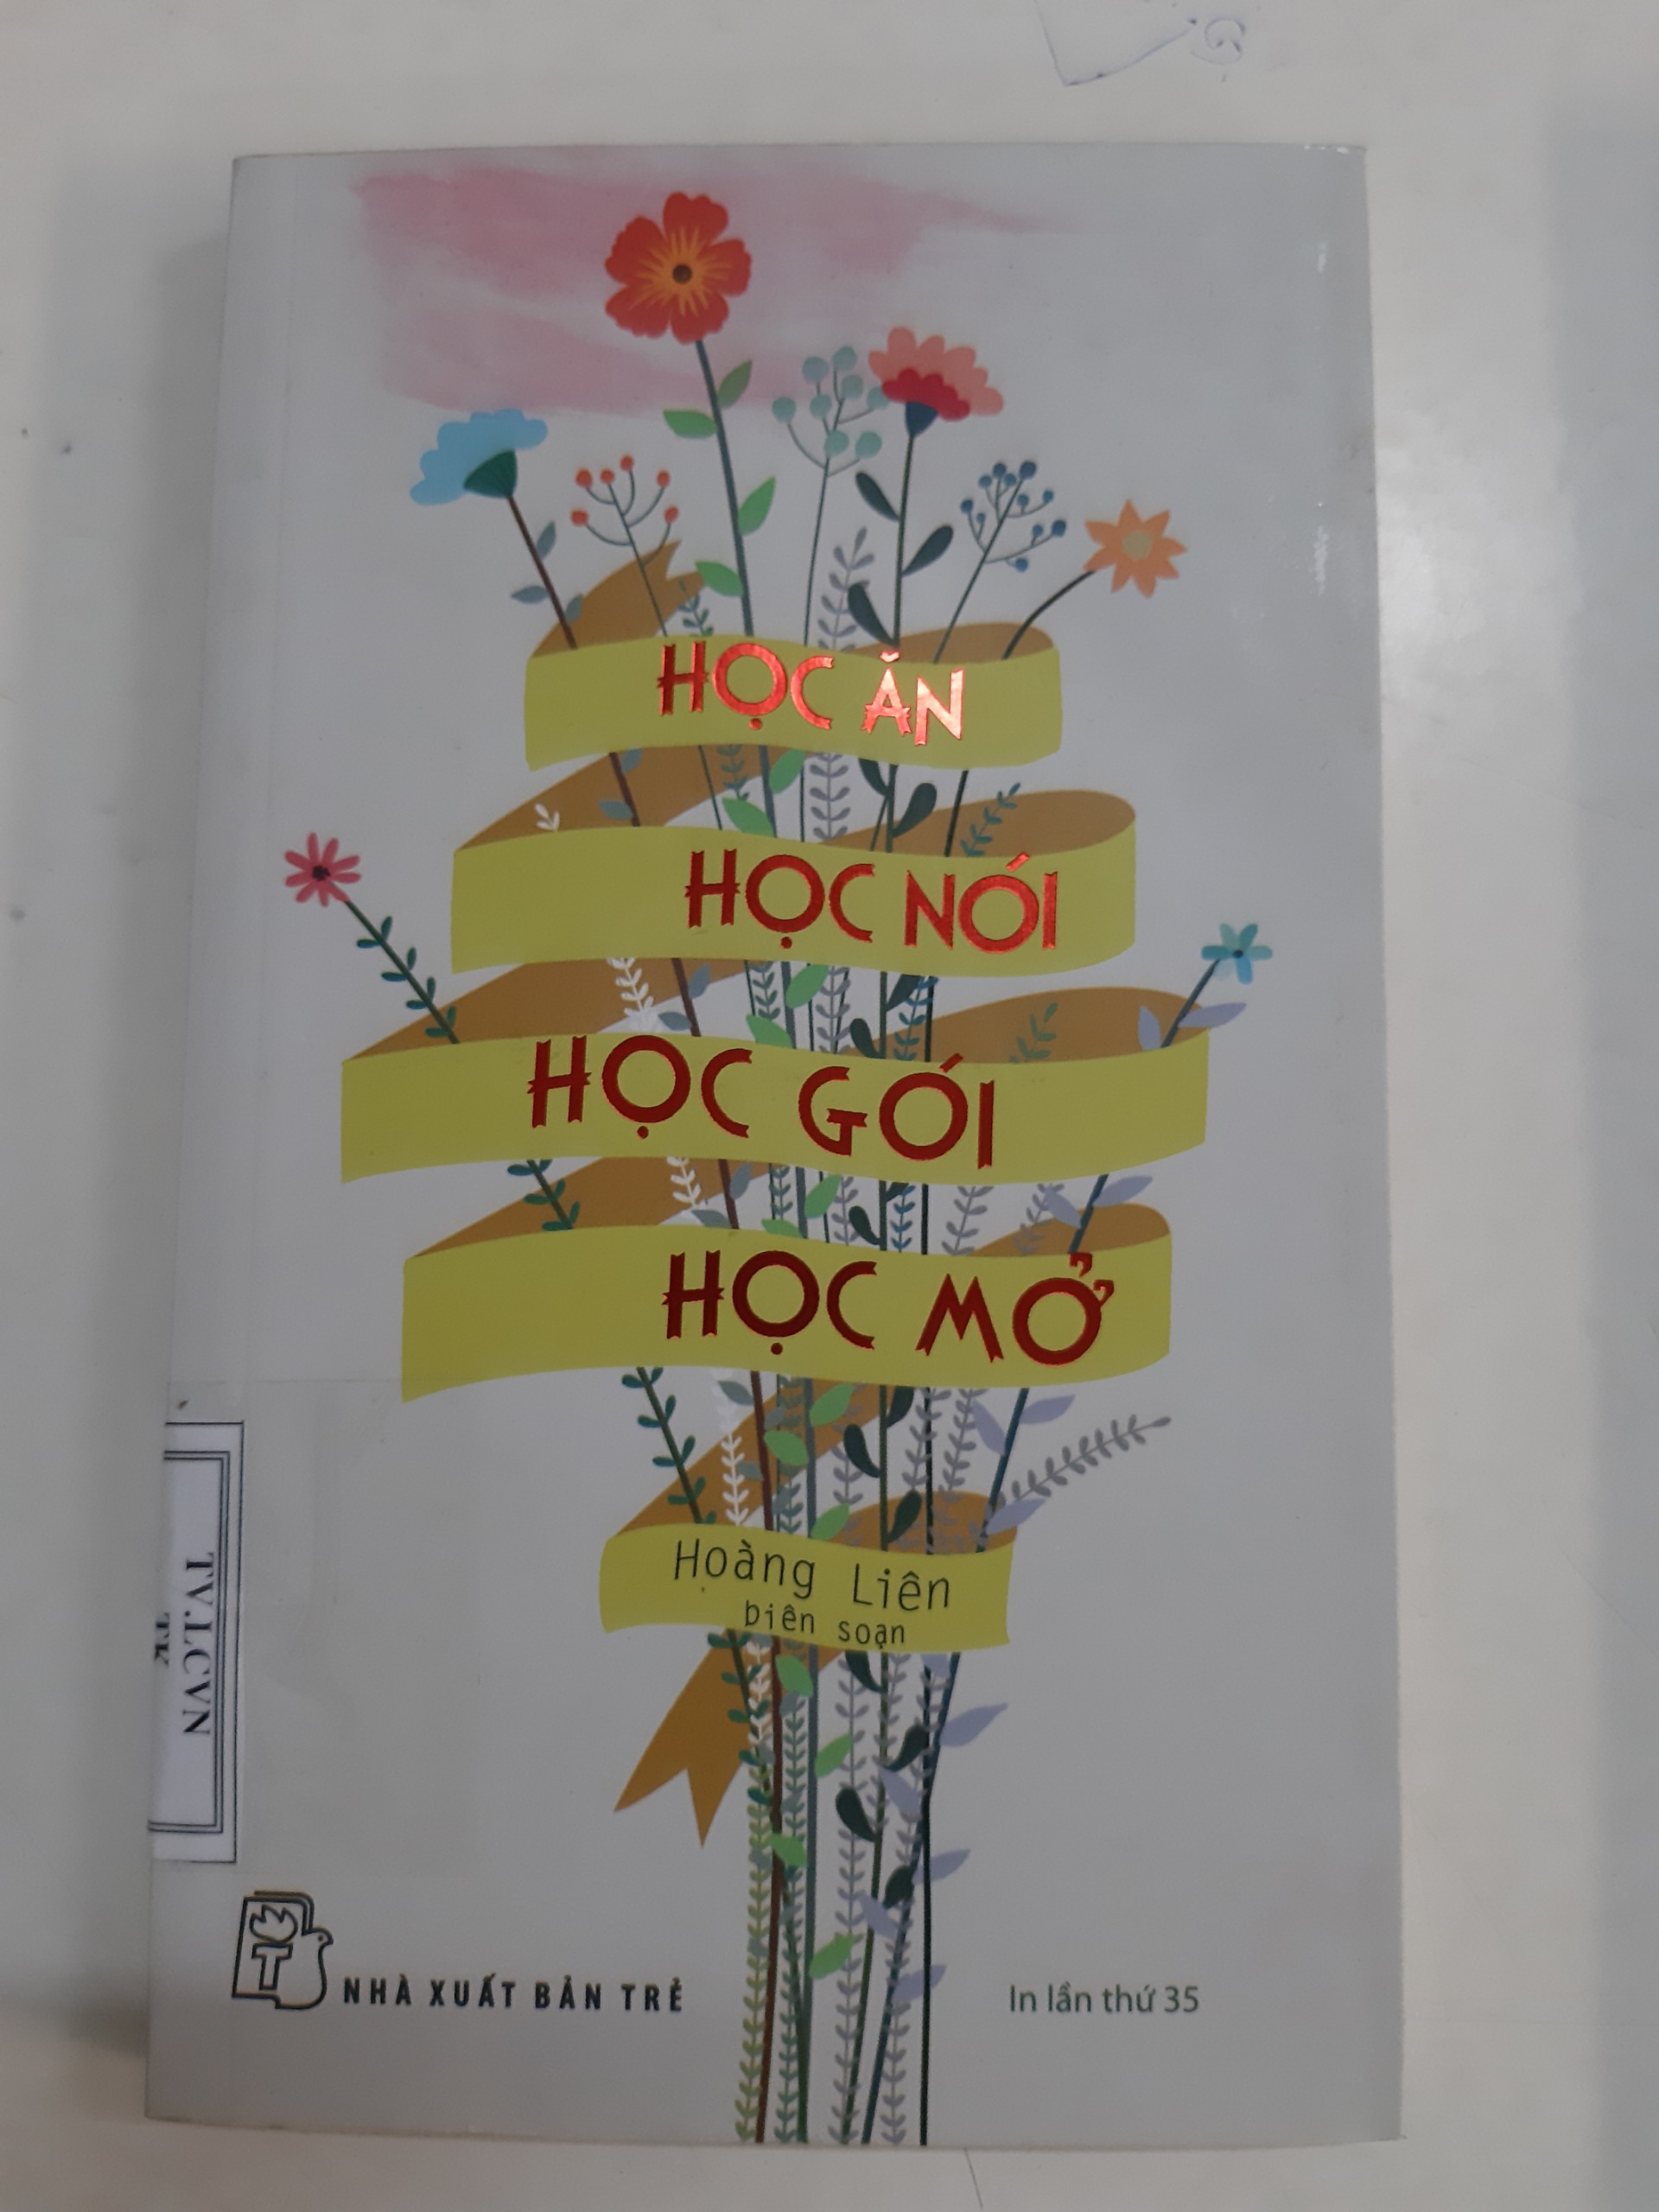 HỌC ĂN
HỌC NÓI
HỌC GÓI
HỌC MỞ
Hoàng Liên
biên soạn
TV.LCVN
TK
T
NHÀ XUẤT BẢN TRẺ
In lần thứ 35